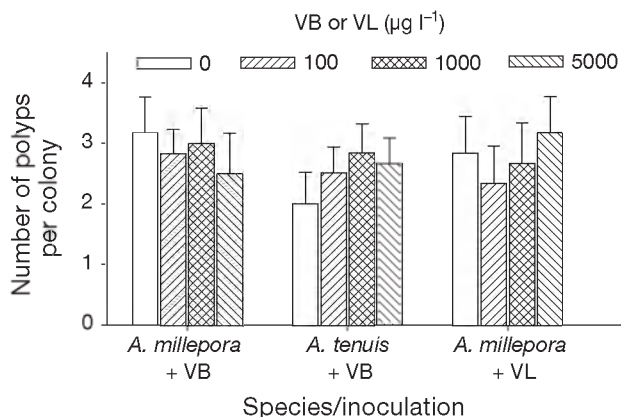 VB or VL (µg l⁻¹)
0 100 1000 5000
Number of polyps
per colony
4
3
2
1
0
A. millepora
+ VB
A. tenuis
+ VB
A. millepora
+ VL
Species/inoculation